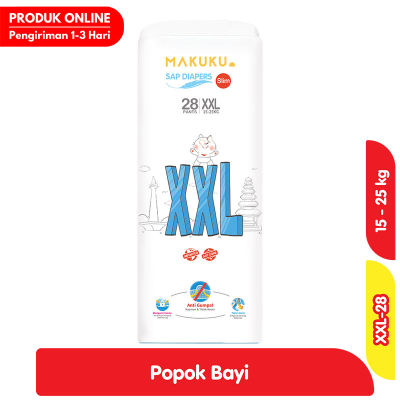 PRODUK ONLINE
Pengiriman 1-3 Hari
MAKUKU
SAP DIAPERS
Slim
28 XXL
PANTS 15-25KG
XXL
Anti Gumpal
15 - 25 kg
XXL-28
Popok Bayi